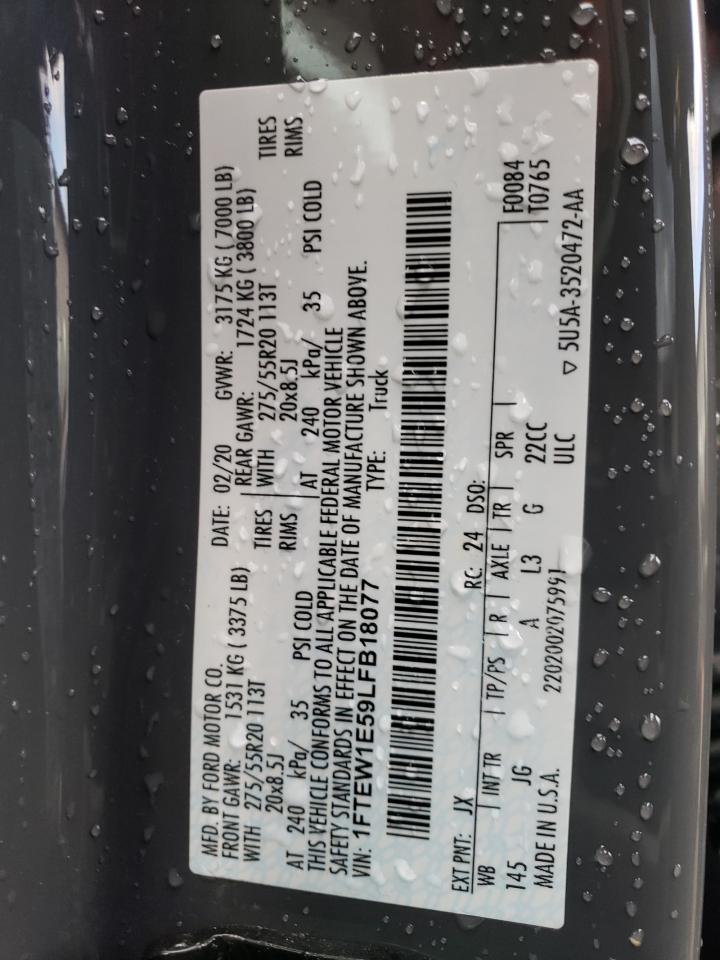 MFD. BY FORD MOTOR CO. DATE: 02/20 GVWR: 3175 KG ( 7000 LB)
FRONT GAWR: 1531 KG ( 3375 LB) REAR GAWR: 1724 KG ( 3800 LB)
WITH 275/55R20 113T TIRES WITH 275/55R20 113T TIRES
20x8.5J RIMS 20x8.5J RIMS
AT 240 kPa/ 35 PSI COLD AT 240 kPa/ 35 PSI COLD
THIS VEHICLE CONFORMS TO ALL APPLICABLE FEDERAL MOTOR VEHICLE
SAFETY STANDARDS IN EFFECT ON THE DATE OF MANUFACTURE SHOWN ABOVE.
VIN: 1FTEW1E59LFB18077 TYPE: Truck
EXT PNT: JX RC: 24 DSO: F0084
WB INT TR TP/PS R AXLE TR SPR T0765
145 JG A L3 G 22CC
ULC
MADE IN U.S.A. 2202002075991 ▽ 5U5A-3520472-AA